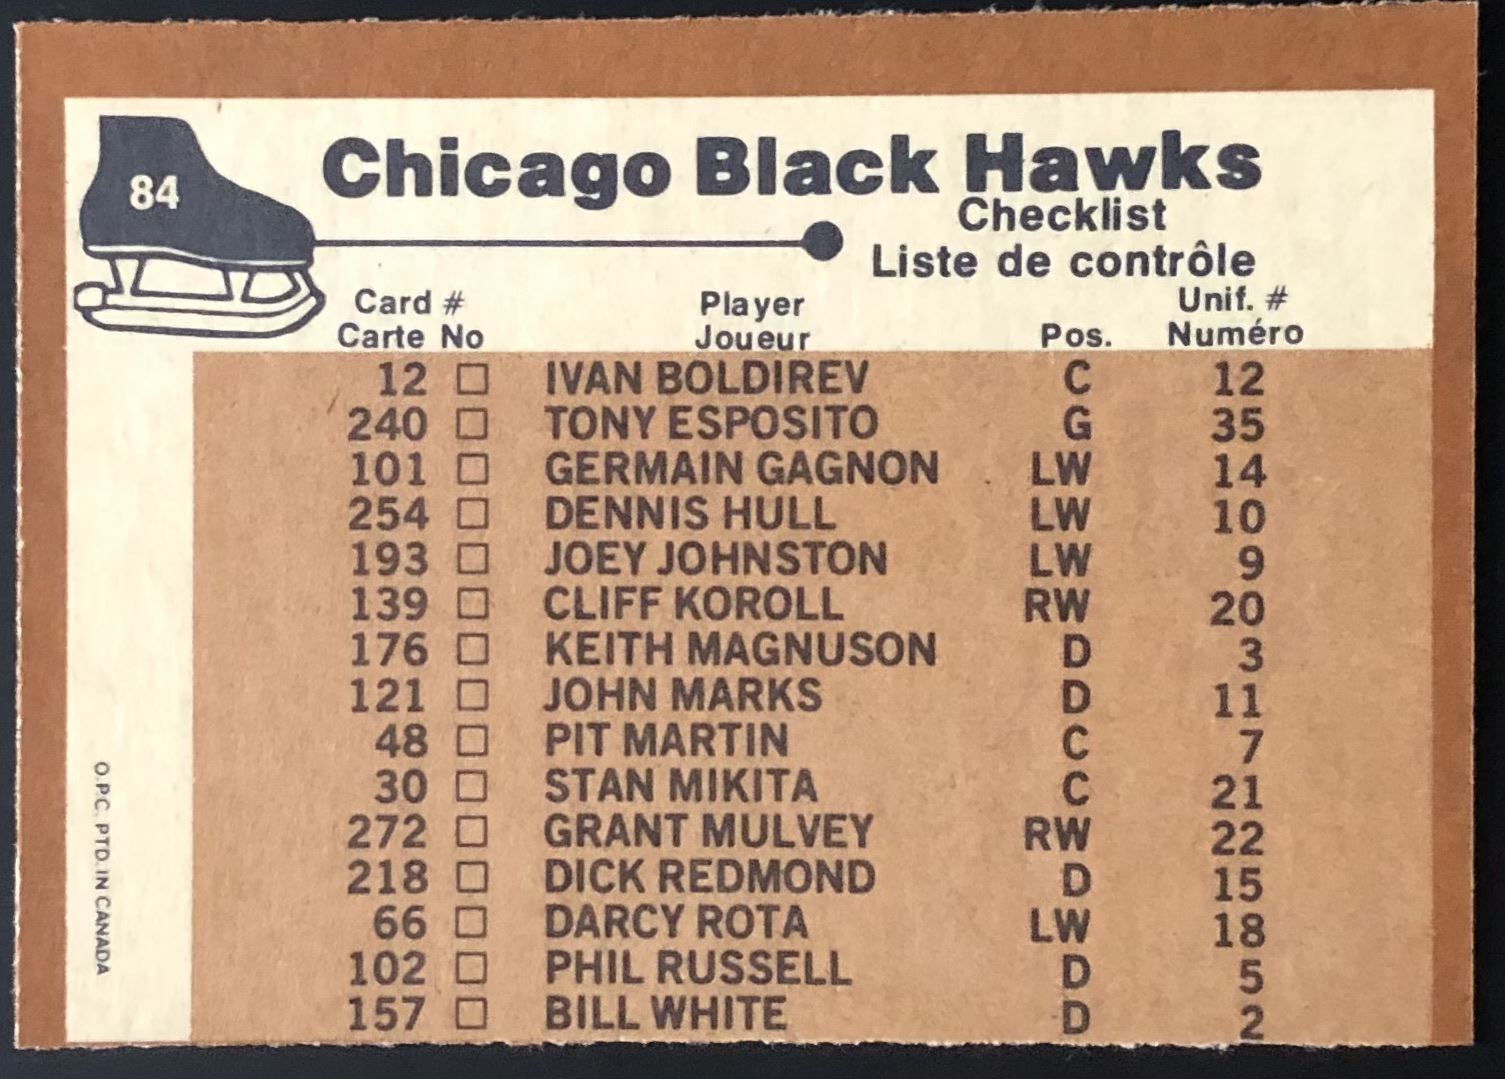 84
Chicago Black Hawks
Checklist
Liste de contrôle
Card # Player Unif. #
Carte No Joueur Pos. Numéro
12 □ IVAN BOLDIREV C 12
240 □ TONY ESPOSITO G 35
101 □ GERMAIN GAGNON LW 14
254 □ DENNIS HULL LW 10
193 □ JOEY JOHNSTON LW 9
139 □ CLIFF KOROLL RW 20
176 □ KEITH MAGNUSON D 3
121 □ JOHN MARKS D 11
48 □ PIT MARTIN C 7
30 □ STAN MIKITA C 21
272 □ GRANT MULVEY RW 22
218 □ DICK REDMOND D 15
66 □ DARCY ROTA LW 18
102 □ PHIL RUSSELL D 5
157 □ BILL WHITE D 2
O.P.C. PTD. IN CANADA